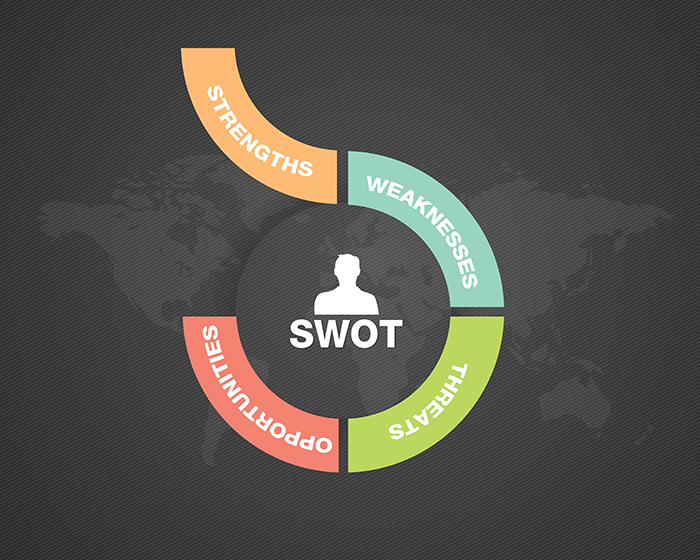 STRENGTHS
WEAKNESSES
SWOT
THREATS
OPPORTUNITIES